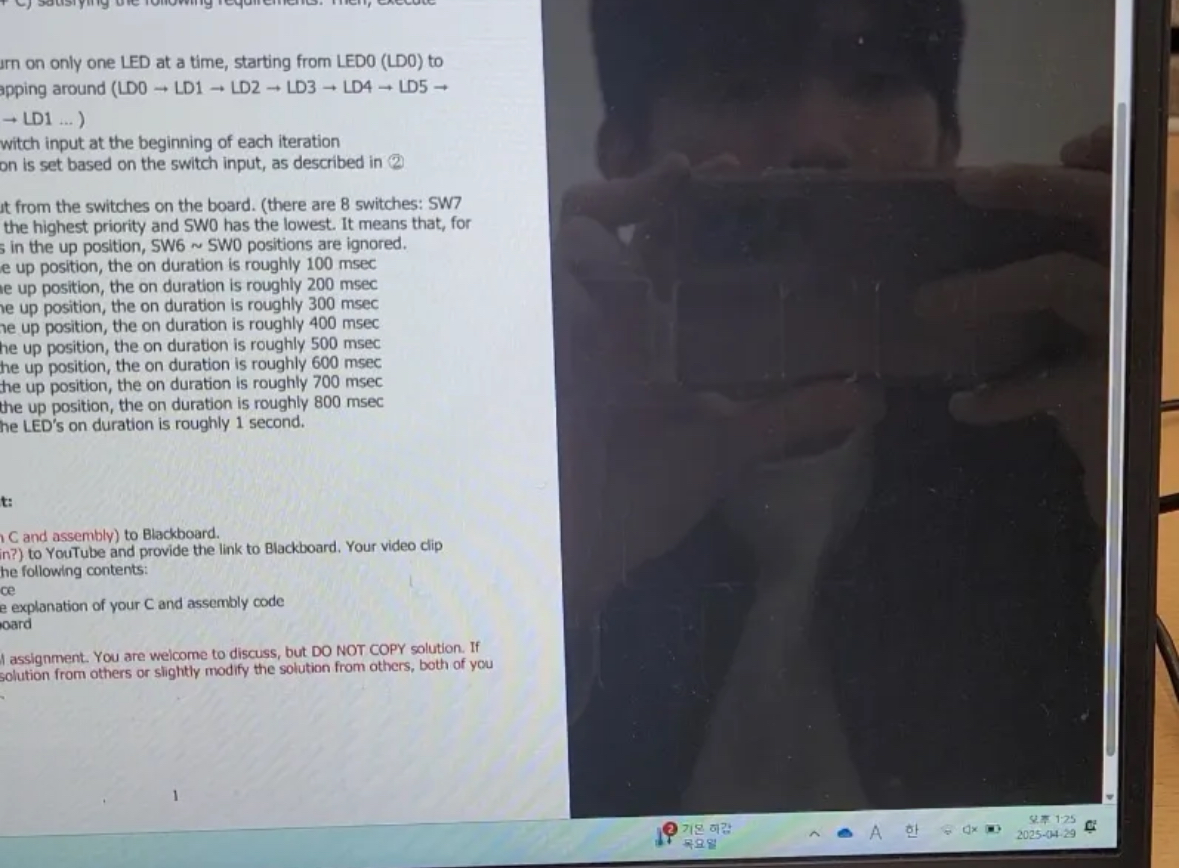 C) satisfying the following requirements. Then, execute
urn on only one LED at a time, starting from LED0 (LD0) to
apping around (LD0 → LD1 → LD2 → LD3 → LD4 → LD5 →
→ LD1 ... )
witch input at the beginning of each iteration
on is set based on the switch input, as described in ②
ut from the switches on the board. (there are 8 switches: SW7
the highest priority and SW0 has the lowest. It means that, for
s in the up position, SW6 ~ SW0 positions are ignored.
e up position, the on duration is roughly 100 msec
ne up position, the on duration is roughly 200 msec
ne up position, the on duration is roughly 300 msec
he up position, the on duration is roughly 400 msec
he up position, the on duration is roughly 500 msec
the up position, the on duration is roughly 600 msec
the up position, the on duration is roughly 700 msec
the up position, the on duration is roughly 800 msec
he LED's on duration is roughly 1 second.
t:
n C and assembly) to Blackboard.
in?) to YouTube and provide the link to Blackboard. Your video clip
he following contents:
ce
e explanation of your C and assembly code
board
l assignment. You are welcome to discuss, but DO NOT COPY solution. If
solution from others or slightly modify the solution from others, both of you
1
2
기온 하강
목요일
A
한
오후 1:25
2025-04-29